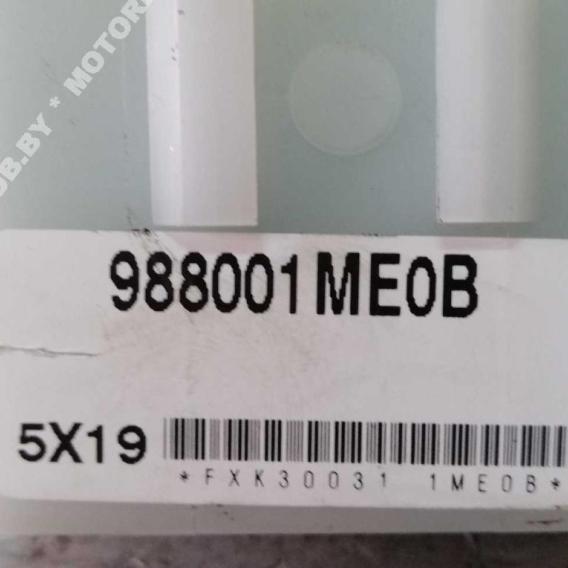 OB.BY * MOTOR
988001ME0B
5X19
*FXK30031 1ME0B*